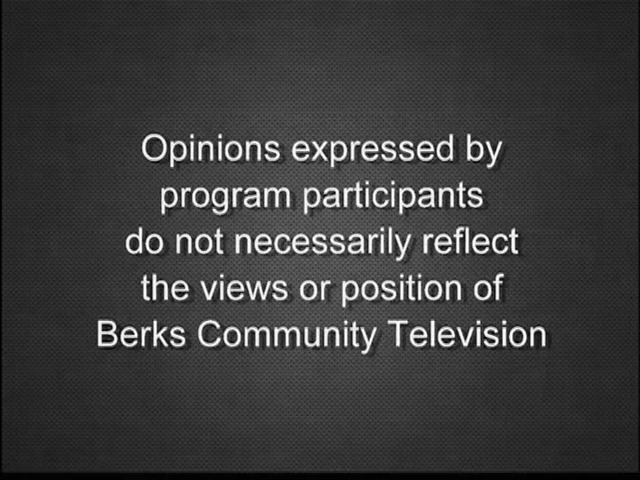 Opinions expressed by
program participants
do not necessarily reflect
the views or position of
Berks Community Television